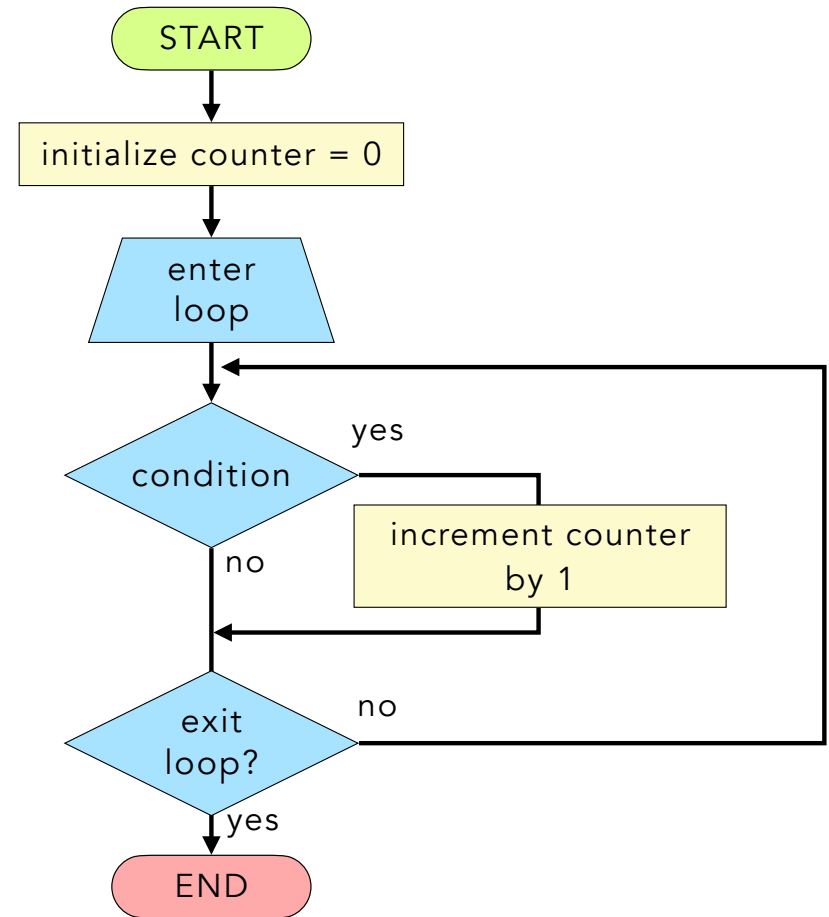 START
initialize counter = 0
enter
loop
yes
condition
increment counter
by 1
no
no
exit
loop?
yes
END